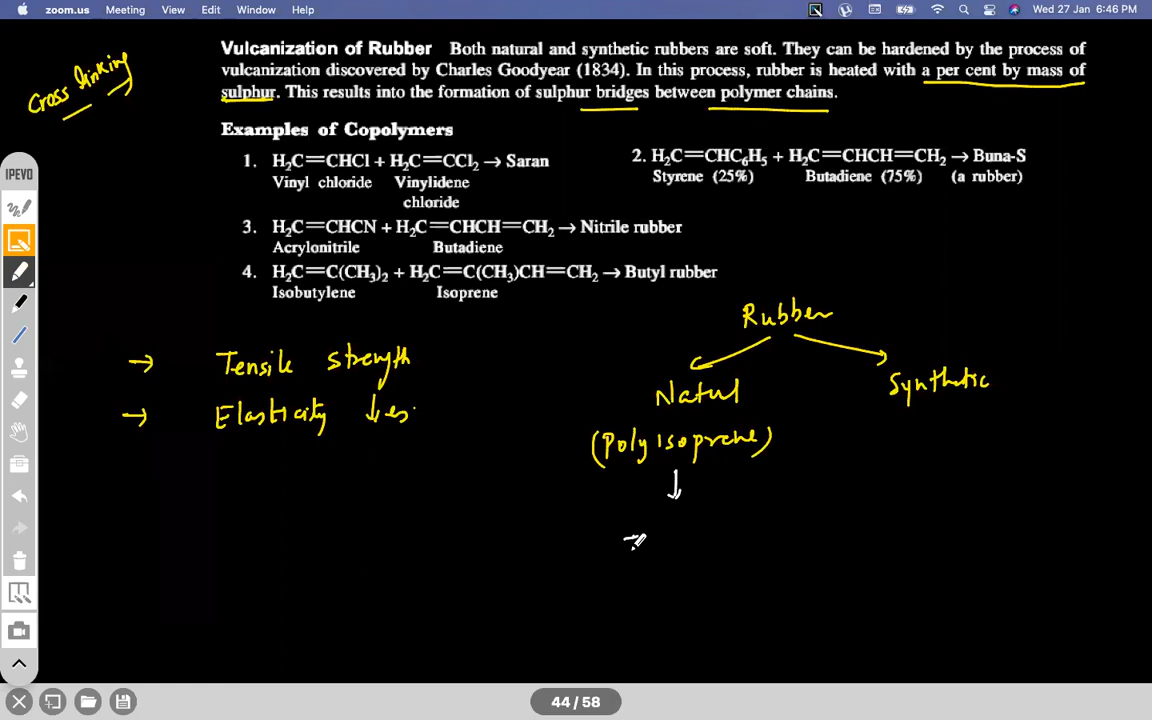 zoom.us Meeting View Edit Window Help Wed 27 Jan 6:46 PM
Cross linking
Vulcanization of Rubber Both natural and synthetic rubbers are soft. They can be hardened by the process of
vulcanization discovered by Charles Goodyear (1834). In this process, rubber is heated with a per cent by mass of
sulphur. This results into the formation of sulphur bridges between polymer chains.
Examples of Copolymers
1. H₂C=CHCl + H₂C=CCl₂ → Saran
Vinyl chloride Vinylidene
chloride
2. H₂C=CHC₆H₅ + H₂C=CHCH=CH₂ → Buna-S
Styrene (25%) Butadiene (75%) (a rubber)
3. H₂C=CHCN + H₂C=CHCH=CH₂ → Nitrile rubber
Acrylonitrile Butadiene
4. H₂C=C(CH₃)₂ + H₂C=C(CH₃)CH=CH₂ → Butyl rubber
Isobutylene Isoprene
→ Tensile strength
→ Elasticity ↓es.
Rubber
Natul Synthetic
(Polyisoprene)
↓
IPEVO
44 / 58